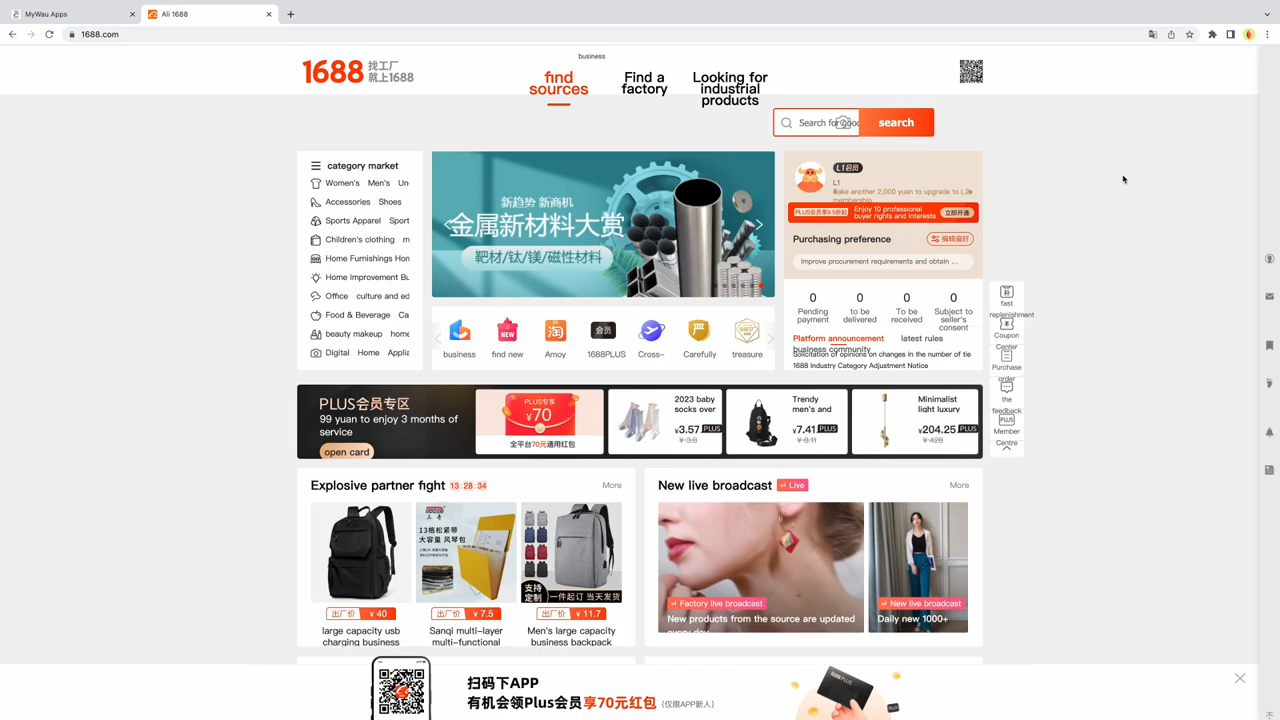 MyWau Apps
Ali 1688
1688.com
1688 找工厂
就上1688
business
find
sources
Find a
factory
Looking for
industrial
products
search
category market
Women's Men's Un
Accessories Shoes
Sports Apparel Sport
Children's clothing m
Home Furnishings Hon
Home Improvement Bu
Office culture and ed
Food & Beverage Ca
beauty makeup home
Digital Home Applia
新趋势 新商机
金属新材料大赏
靶材/钛/镁/磁性材料
business
find new
Amoy
1688PLUS
Cross-
Carefully
treasure
NEW
淘
会员
L1会员
L1
Make another 2,000 yuan to upgrade to L2
membership
PLUS会员享9.5折起
Enjoy 10 professional
buyer rights and interests
立即开通
Purchasing preference
编辑偏好
Improve procurement requirements and obtain ...
0 0 0 0
Pending
payment
to be
delivered
To be
received
Subject to
seller's
consent
Platform announcement
latest rules
business community
Solicitation of opinions on changes in the number of tie
1688 Industry Category Adjustment Notice
fast
replenishment
Coupon
Center
Purchase
order
the
feedback
PLUS
Member
Centre
PLUS会员专区
99 yuan to enjoy 3 months of
service
open card
PLUS专享
¥70
全平台70元通用红包
2023 baby
socks over
¥3.57 PLUS
¥ 3.8
Trendy
men's and
¥7.41 PLUS
¥ 8.11
Minimalist
light luxury
¥204.25 PLUS
¥ 428
Explosive partner fight 13:28:34
More
13格松紧带
大容量 风琴包
支持
定制
一件起订 当天发货
出厂价 ¥ 40
出厂价 ¥ 7.5
出厂价 ¥ 11.7
large capacity usb
charging business
Sanqi multi-layer
multi-functional
Men's large capacity
business backpack
New live broadcast Live
More
Factory live broadcast
New products from the source are updated
every day
New live broadcast
Daily new 1000+
扫码下APP
有机会领Plus会员享70元红包 (仅限APP新人)